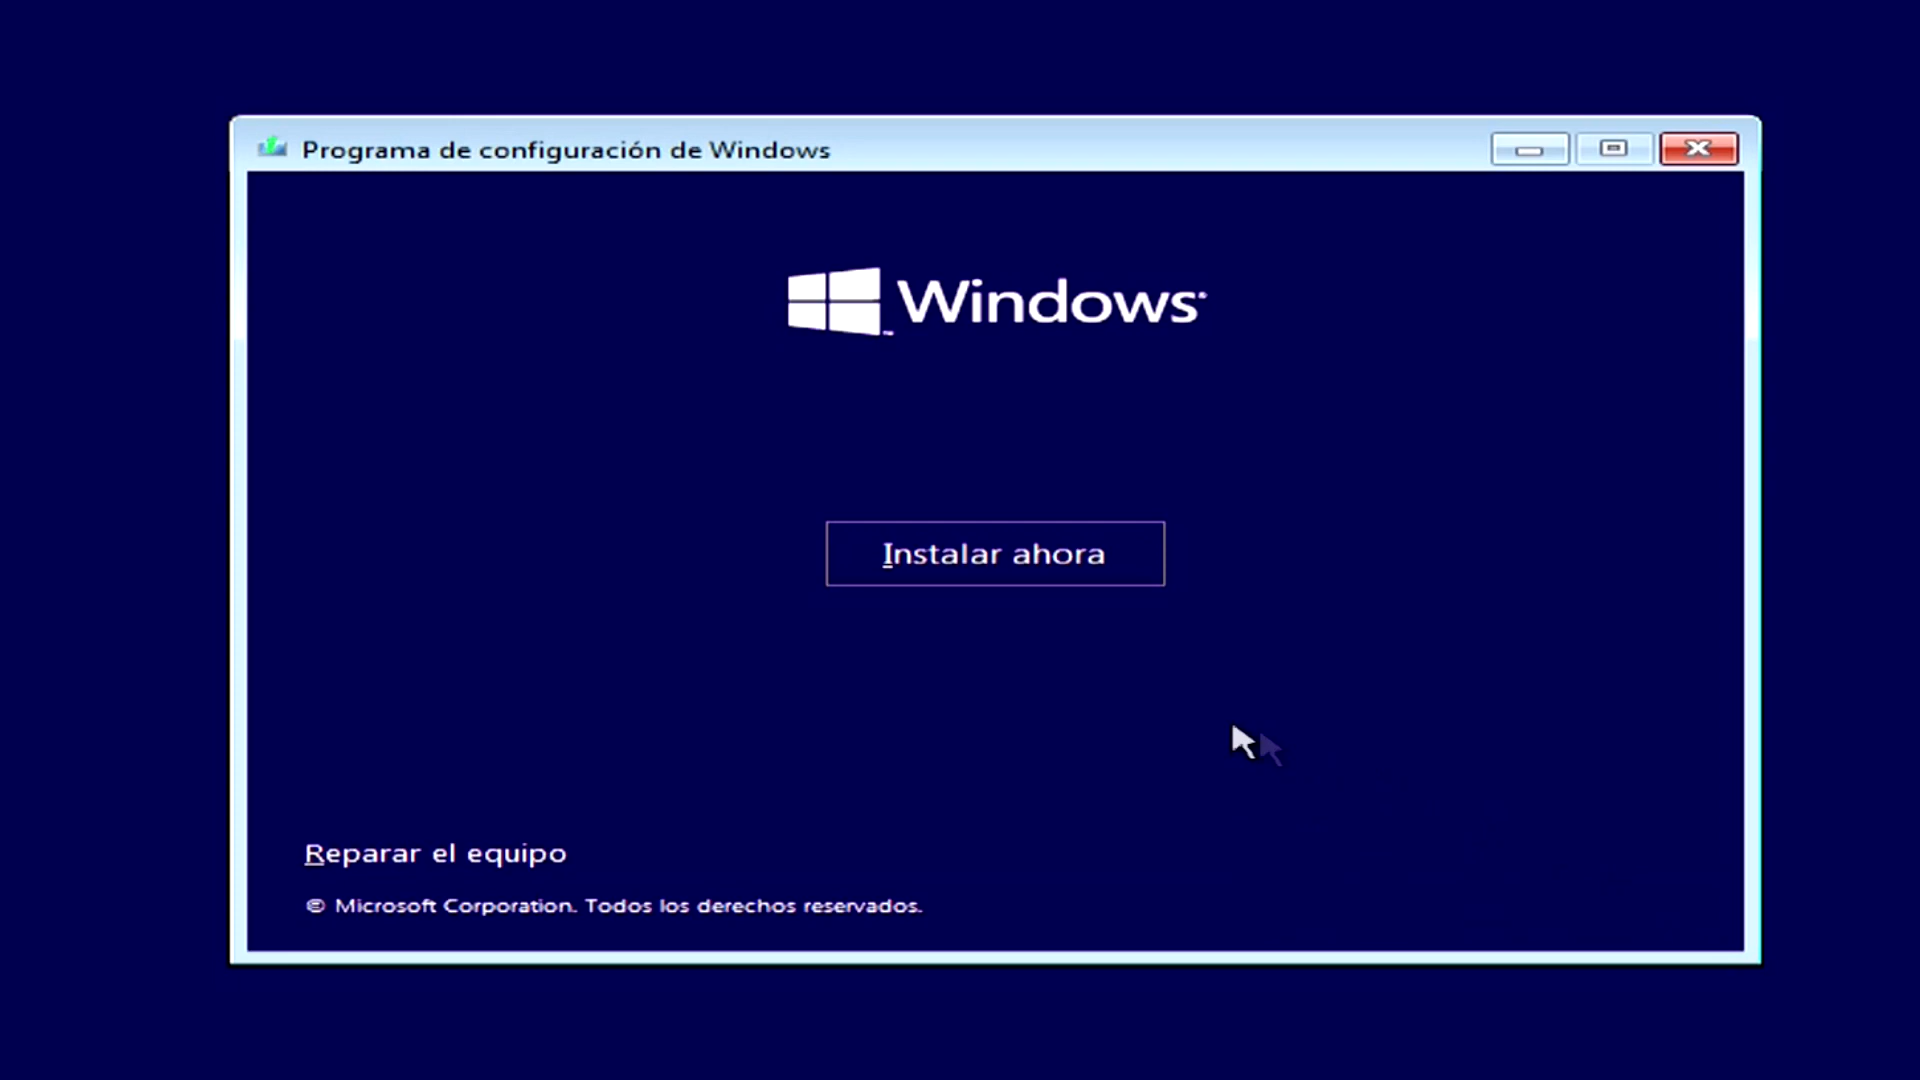 Programa de configuración de Windows
Windows
Instalar ahora
Reparar el equipo
© Microsoft Corporation. Todos los derechos reservados.